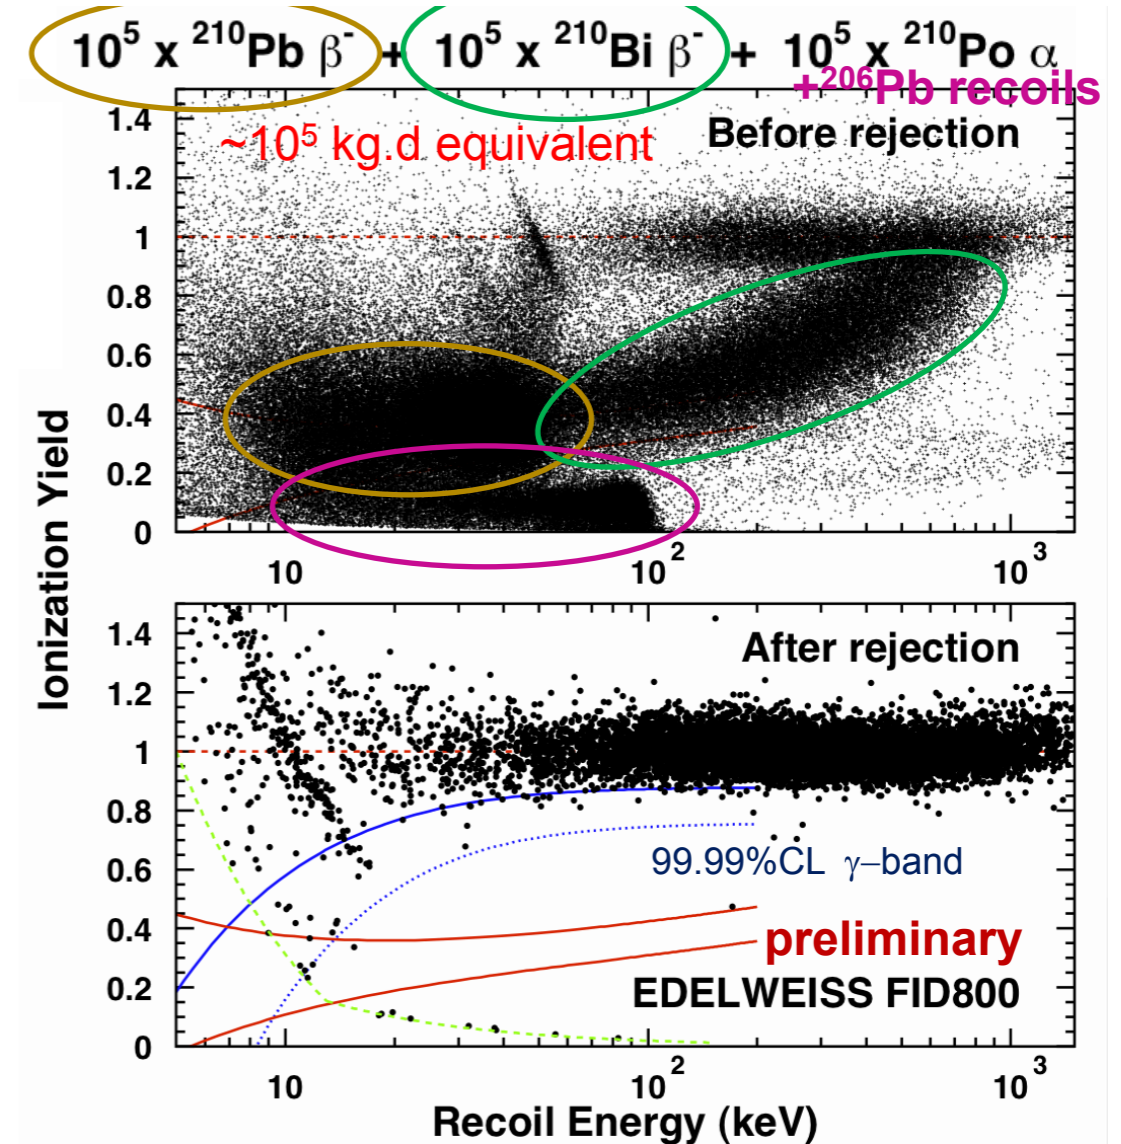 10⁵ x ²¹⁰Pb β⁻ + 10⁵ x ²¹⁰Bi β⁻ + 10⁵ x ²¹⁰Po α
+²⁰⁶Pb recoils
~10⁵ kg.d equivalent
Before rejection
1.4
1.2
1
0.8
0.6
0.4
0.2
0
10
10²
10³
Ionization Yield
After rejection
1.4
1.2
1
0.8
0.6
0.4
0.2
0
99.99%CL γ–band
preliminary
EDELWEISS FID800
10
10²
10³
Recoil Energy (keV)